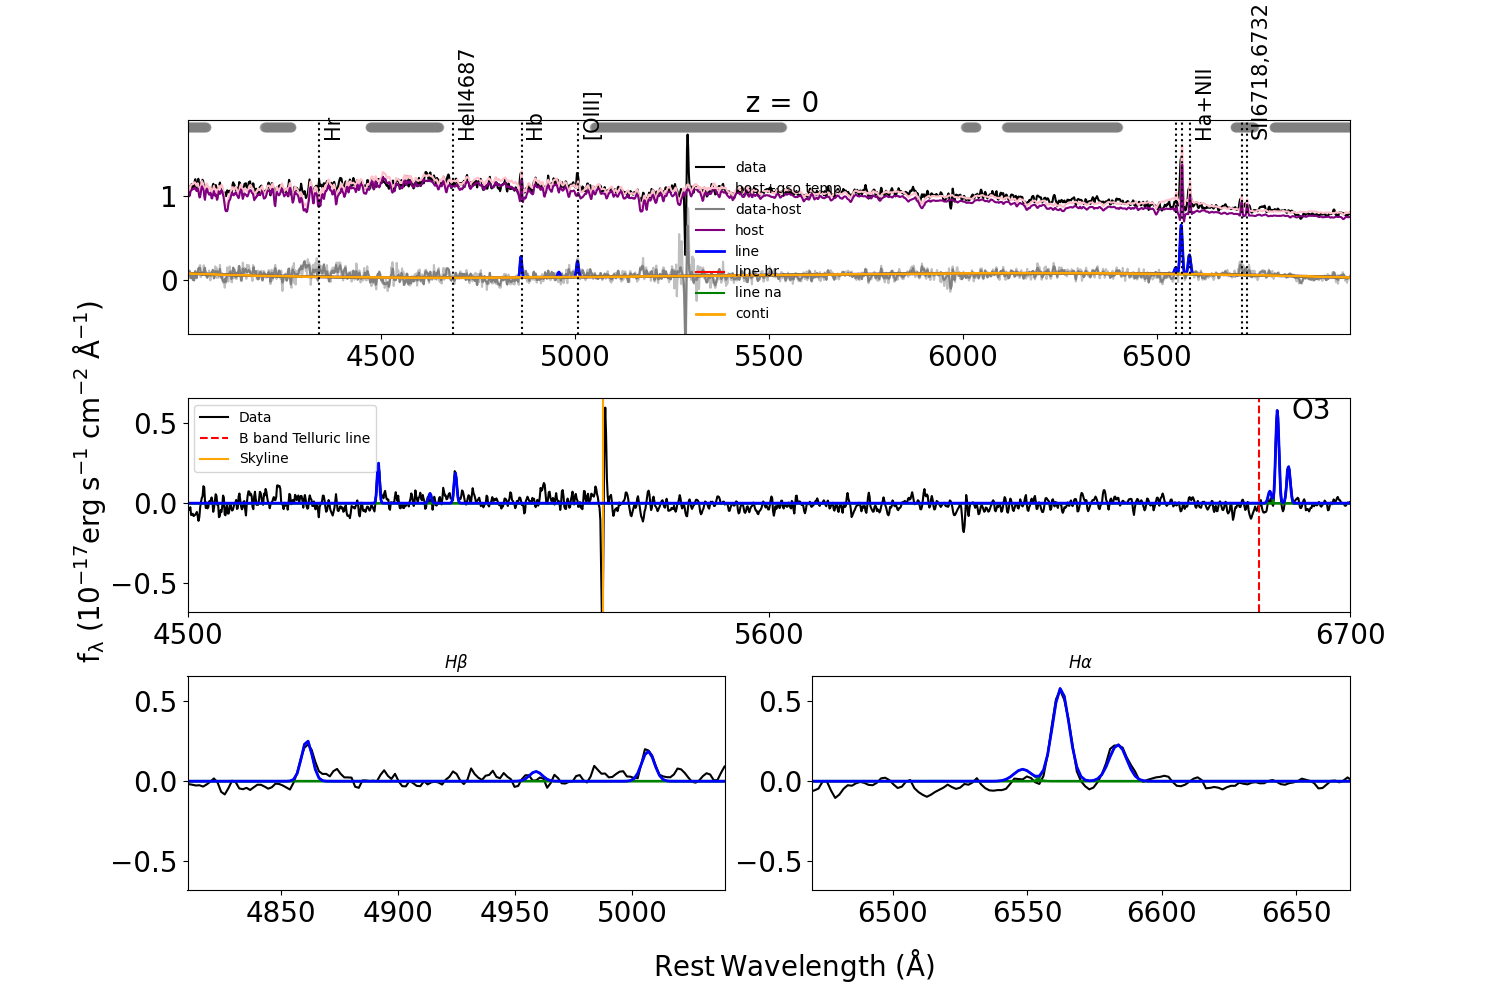 Hr
HeII4687
Hb
[OIII]
Ha+NII
SII6718,6732
z = 0
1
0
data
host+qso temp
data-host
host
line
line br
line na
conti
4500 5000 5500 6000 6500
fλ (10−17erg s−1 cm−2 Å−1)
0.5
0.0
−0.5
Data
B band Telluric line
Skyline
O3
4500 5600 6700
Hβ
0.5
0.0
−0.5
4850 4900 4950 5000
Hα
0.5
0.0
−0.5
6500 6550 6600 6650
Rest Wavelength (Å)